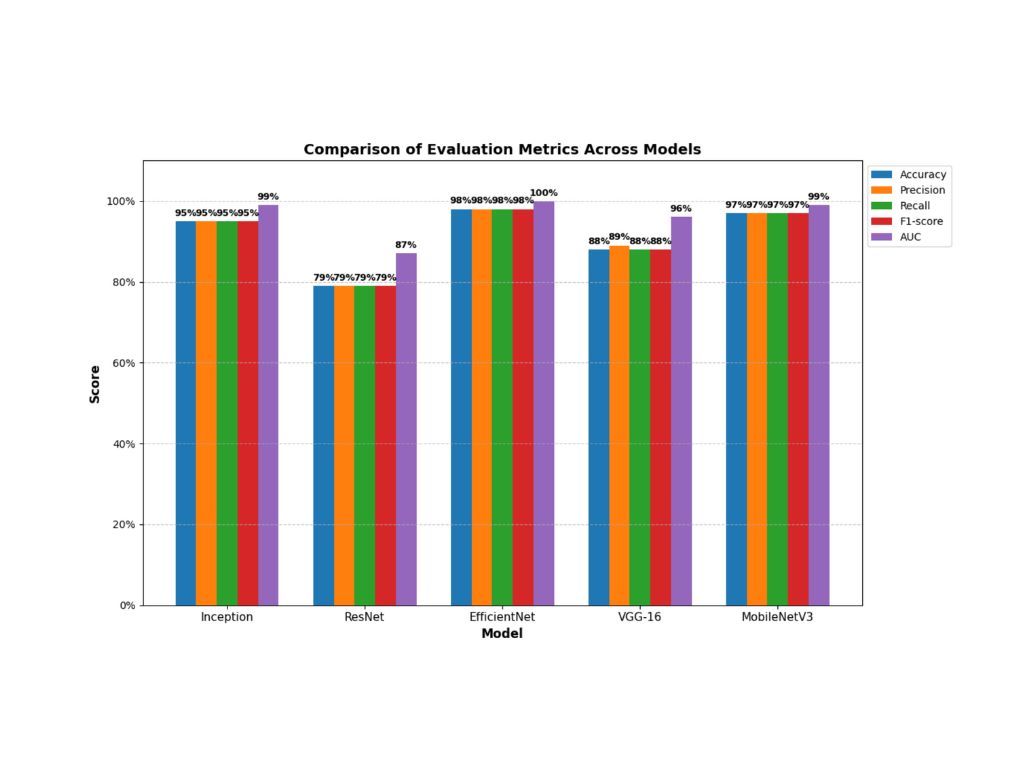 Comparison of Evaluation Metrics Across Models
Accuracy
Precision
Recall
F1-score
AUC
100%
80%
60%
40%
20%
0%
Score
95% 95% 95% 95% 99%
79% 79% 79% 79% 87%
98% 98% 98% 98% 100%
88% 89% 88% 88% 96%
97% 97% 97% 97% 99%
Inception ResNet EfficientNet VGG-16 MobileNetV3
Model